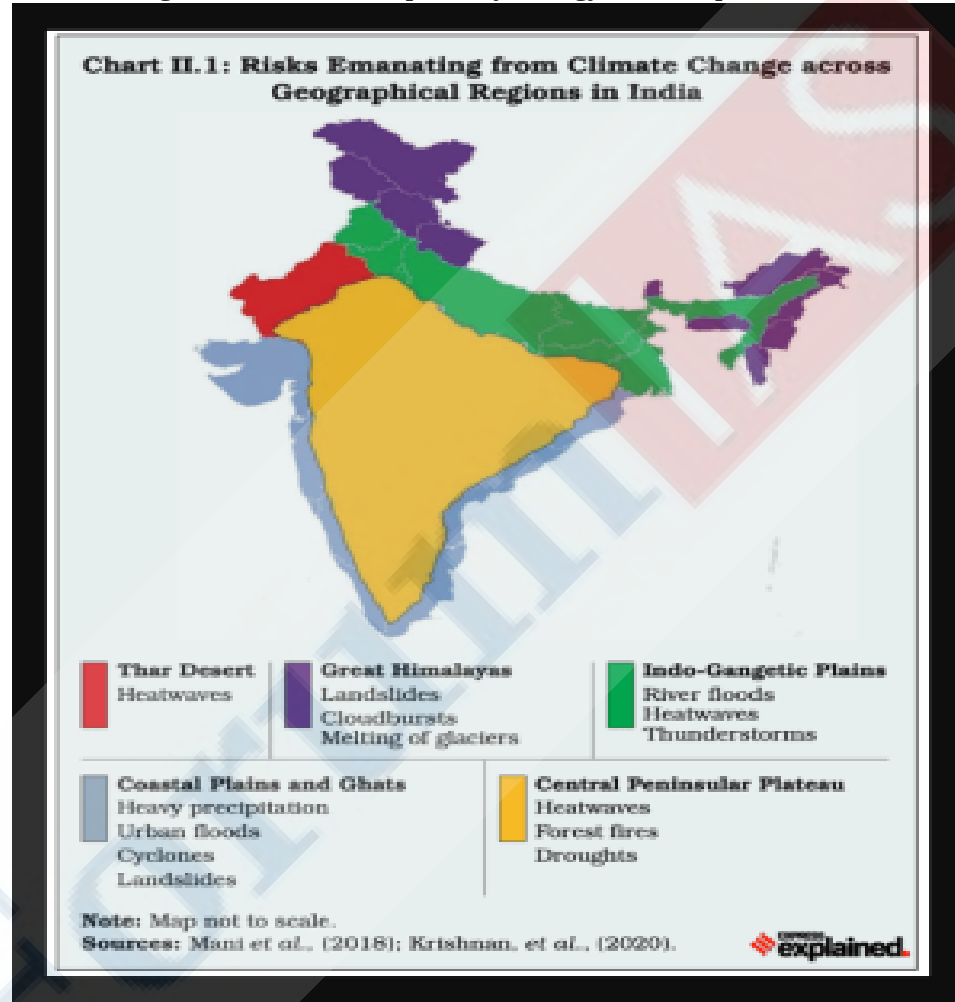 Chart II.1: Risks Emanating from Climate Change across
Geographical Regions in India
Thar Desert
Heatwaves
Great Himalayas
Landslides
Cloudbursts
Melting of glaciers
Indo-Gangetic Plains
River floods
Heatwaves
Thunderstorms
Coastal Plains and Ghats
Heavy precipitation
Urban floods
Cyclones
Landslides
Central Peninsular Plateau
Heatwaves
Forest fires
Droughts
Note: Map not to scale.
Sources: Mani et al., (2018); Krishnan, et al., (2020).
EXPRESS
explained.
ForumIAS